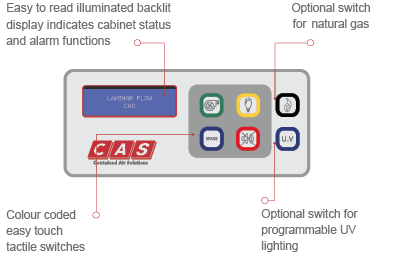 Easy to read illuminated backlit
display indicates cabinet status
and alarm functions
Optional switch
for natural gas
LAMINAR FLOW
CAS
SPARE
U.V
CAS
Contained Air Solutions
Colour coded
easy touch
tactile switches
Optional switch for
programmable UV
lighting